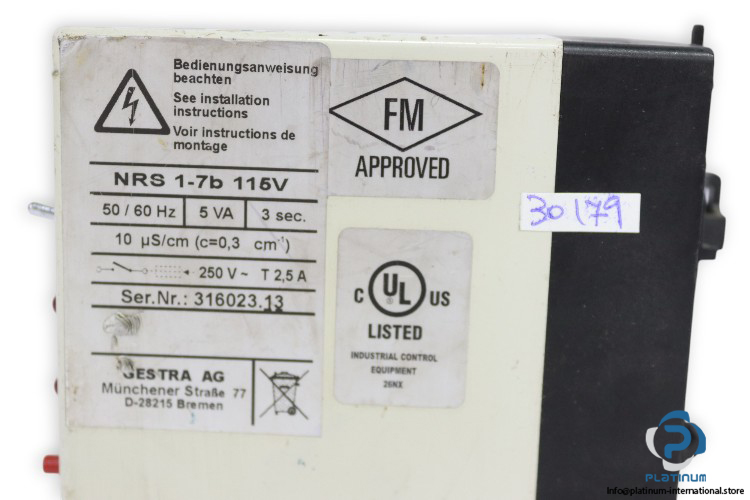 Bedienungsanweisung
beachten
See installation
instructions
Voir instructions de
montage
NRS 1-7b 115V
50 / 60 Hz 5 VA 3 sec.
10 µS/cm (c=0,3 cm⁻¹)
250 V ~ T 2,5 A
Ser.Nr.: 316023.13
GESTRA AG
Münchener Straße 77
D-28215 Bremen
FM
APPROVED
C UL US
LISTED
INDUSTRIAL CONTROL
EQUIPMENT
26NX
30179
PLATINUM
info@platinum-international.store